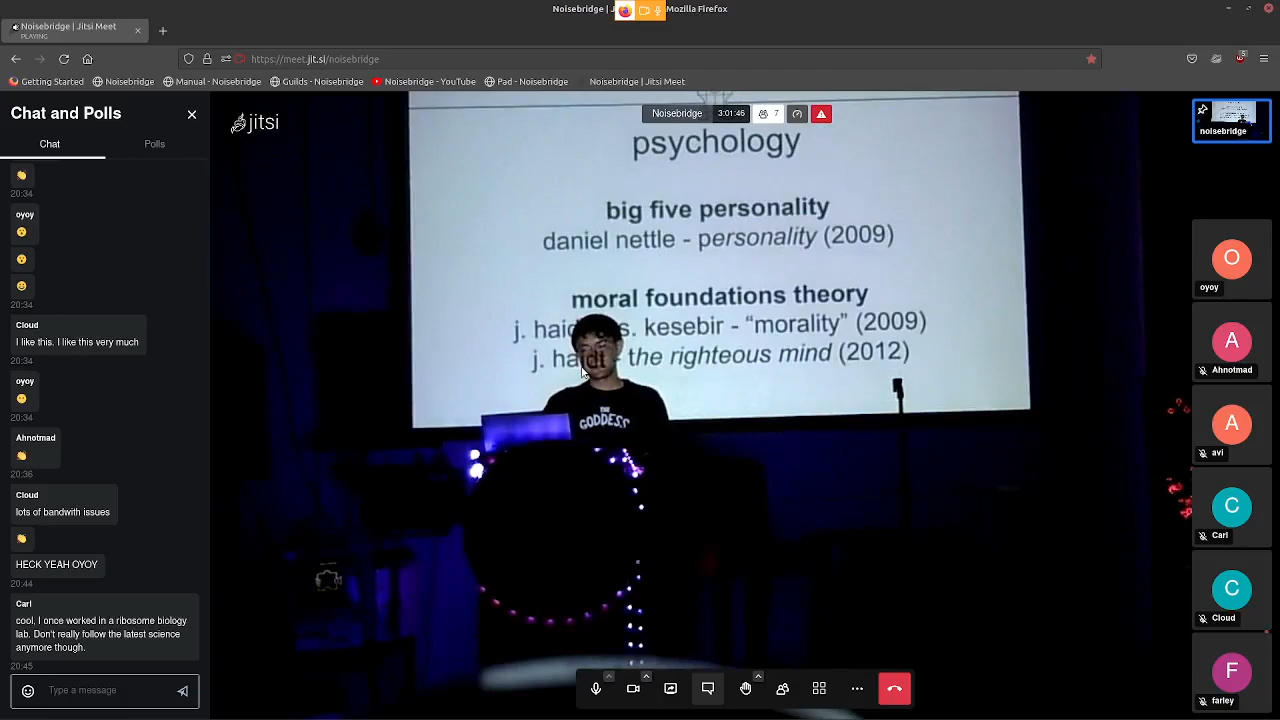 Noisebridge | J
Mozilla Firefox
Noisebridge | Jitsi Meet
PLAYING
https://meet.jit.si/noisebridge
5
Getting Started
Noisebridge
Manual - Noisebridge
Guilds - Noisebridge
Noisebridge - YouTube
Pad - Noisebridge
Noisebridge | Jitsi Meet
Chat and Polls
Chat
Polls
20:34
oyoy
20:34
Cloud
I like this. I like this very much
20:34
oyoy
20:34
Ahnotmad
20:36
Cloud
lots of bandwith issues
HECK YEAH OYOY
20:44
Carl
cool, I once worked in a ribosome biology
lab. Don't really follow the latest science
anymore though.
20:45
Type a message
jitsi
Noisebridge
3:01:46
7
psychology
big five personality
daniel nettle - personality (2009)
moral foundations theory
j. haid s. kesebir - “morality” (2009)
j. haidt - the righteous mind (2012)
THE
GODDESS
noisebridge
O
oyoy
A
Ahnotmad
A
avi
C
Carl
C
Cloud
F
farley